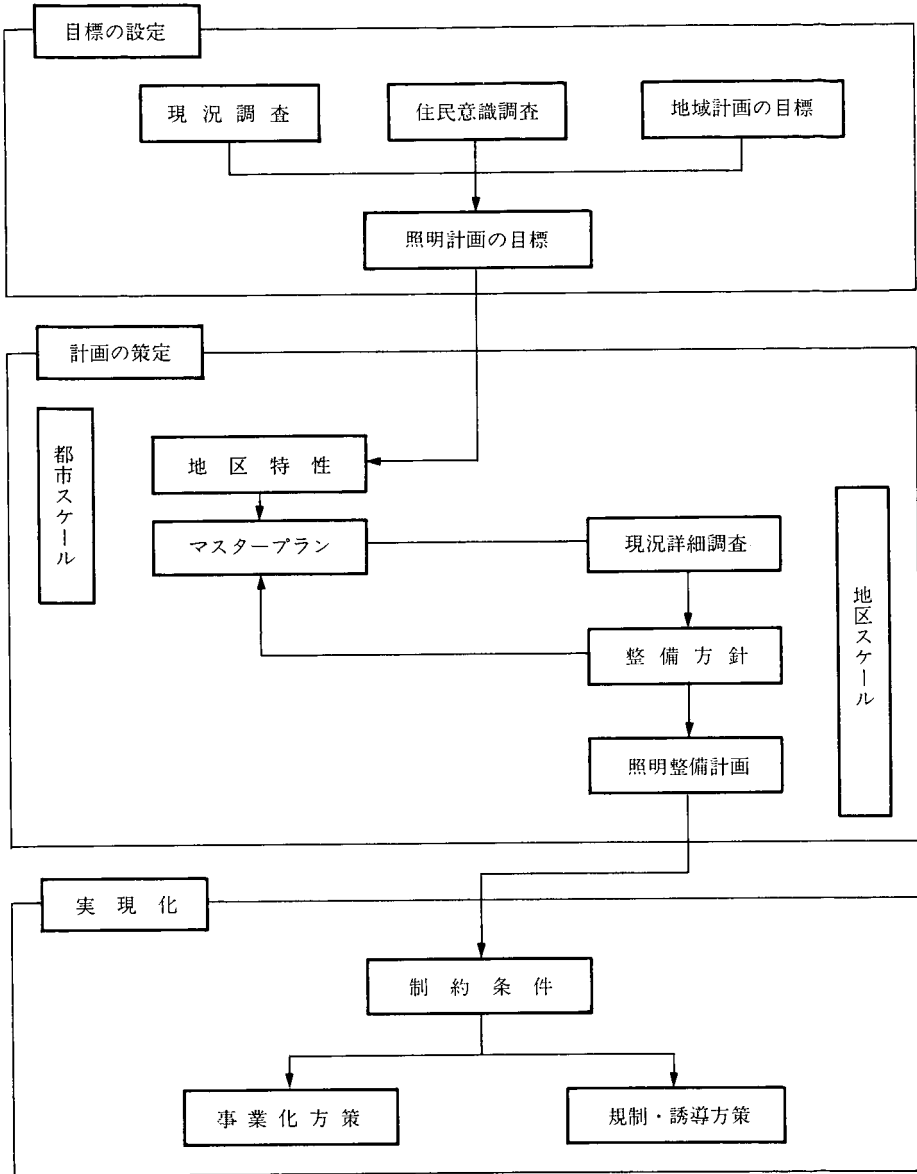 目標の設定
現況調査
住民意識調査
地域計画の目標
照明計画の目標
計画の策定
都市スケール
地区特性
マスタープラン
現況詳細調査
地区スケール
整備方針
照明整備計画
実現化
制約条件
事業化方策
規制・誘導方策